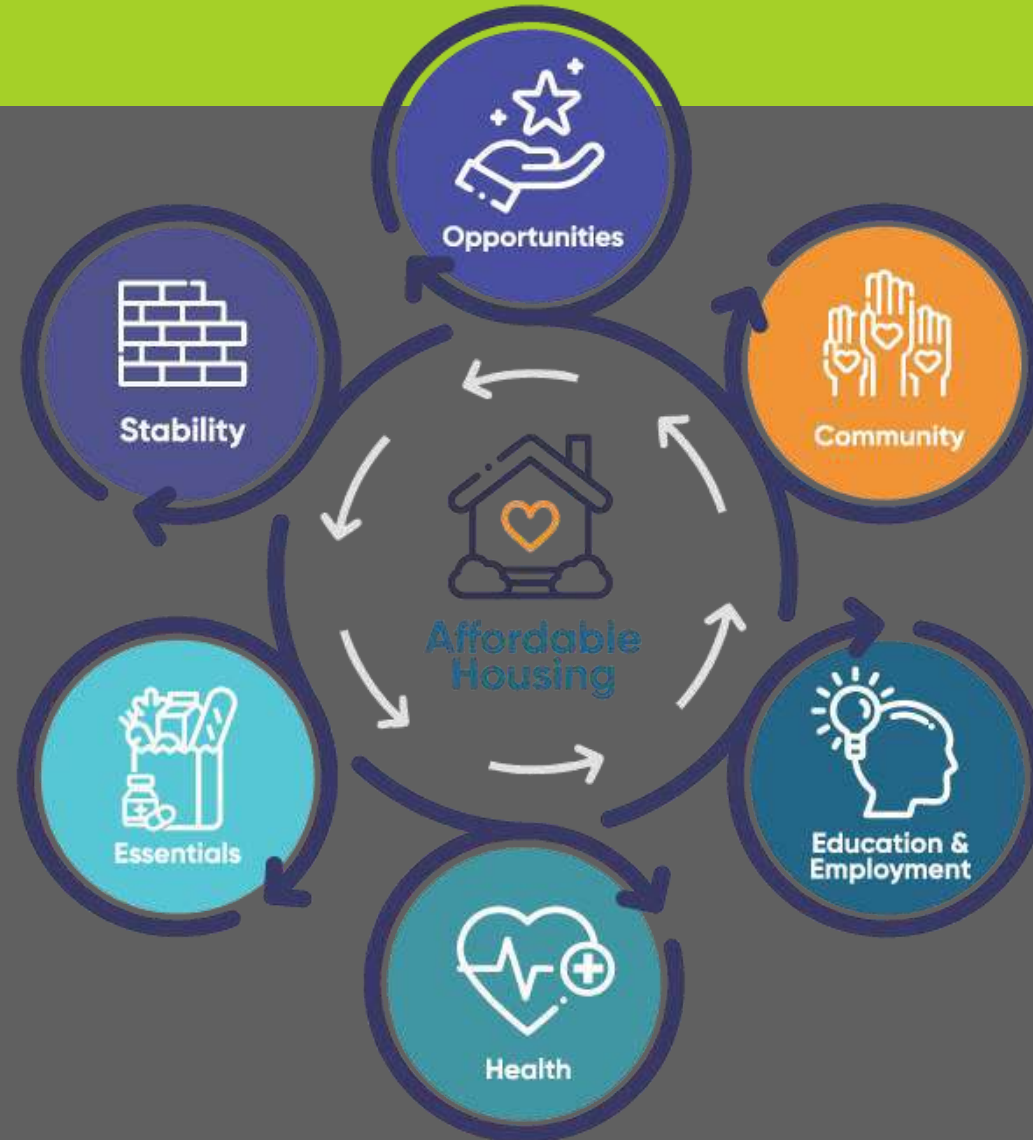 Opportunities
Stability
Community
Affordable
Housing
Essentials
Education &
Employment
Health